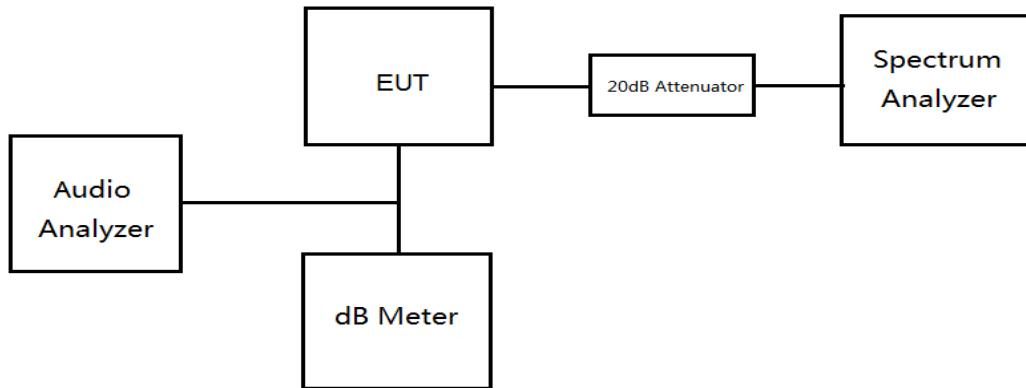 EUT
20dB Attenuator
Spectrum
Analyzer
Audio
Analyzer
dB Meter